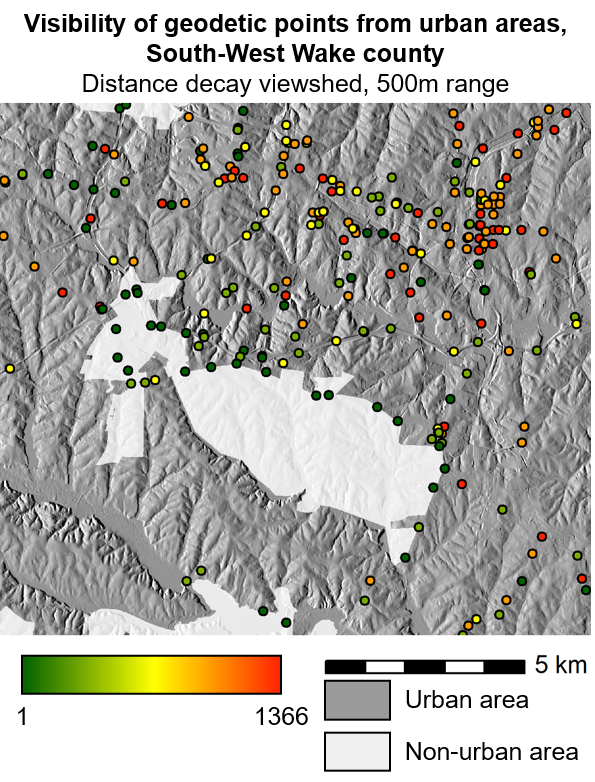 Visibility of geodetic points from urban areas,
South-West Wake county
Distance decay viewshed, 500m range
5 km
1 1366
Urban area
Non-urban area